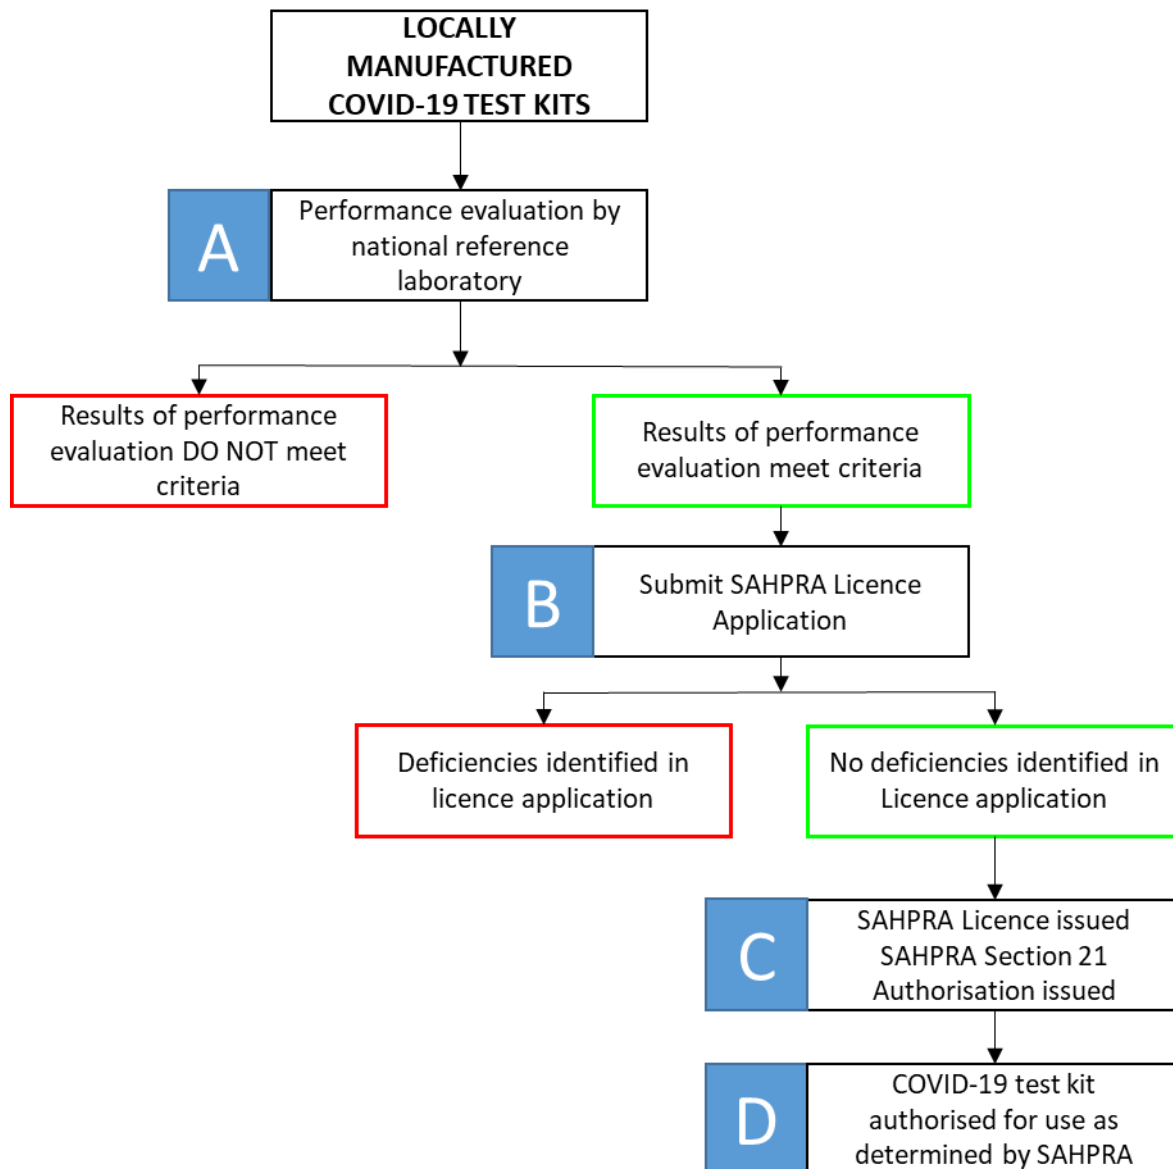 LOCALLY
MANUFACTURED
COVID-19 TEST KITS
A
Performance evaluation by
national reference
laboratory
Results of performance
evaluation DO NOT meet
criteria
Results of performance
evaluation meet criteria
B
Submit SAHPRA Licence
Application
Deficiencies identified in
licence application
No deficiencies identified in
Licence application
C
SAHPRA Licence issued
SAHPRA Section 21
Authorisation issued
D
COVID-19 test kit
authorised for use as
determined by SAHPRA